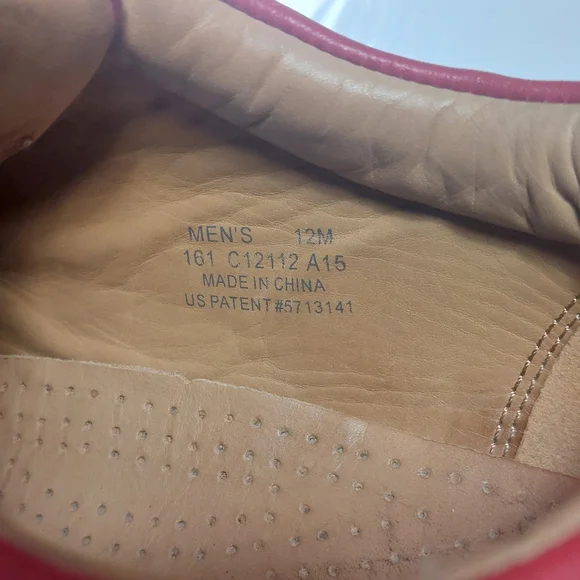 MEN'S 12M
161 C12112 A15
MADE IN CHINA
US PATENT#5713141